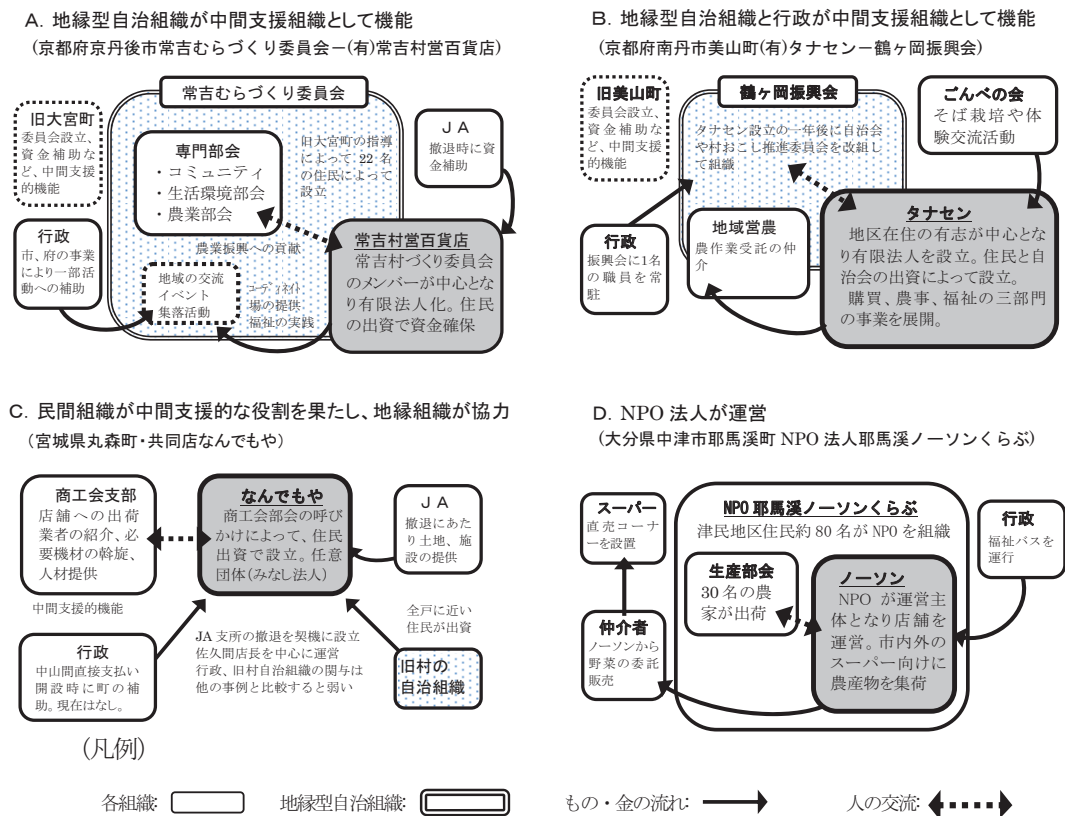 A．地縁型自治組織が中間支援組織として機能
(京都府京丹後市常吉むらづくり委員会－(有)常吉村営百貨店)
常吉むらづくり委員会
旧大宮町
委員会設立、
資金補助な
ど、中間支援
的機能
専門部会
・コミュニティ
・生活環境部会
・農業部会
旧大宮町の指導
によって 22 名
の住民によって
設立
ＪＡ
撤退時に資
金補助
行政
市、府の事業
により一部活
動への補助
農業振興への貢献
地域の交流
イベント
集落活動
コーディネイト
場の提供
福祉の実践
常吉村営百貨店
常吉村づくり委員会
のメンバーが中心とな
り有限法人化。住民
の出資で資金確保
B．地縁型自治組織と行政が中間支援組織として機能
(京都府南丹市美山町(有)タナセン－鶴ヶ岡振興会)
旧美山町
委員会設立、
資金補助な
ど、中間支援
的機能
鶴ヶ岡振興会
タナセン設立の一年後に自治会
や村おこし推進委員会を改組し
て組織
ごんべの会
そば栽培や体
験交流活動
行政
振興会に1名
の職員を常
駐
地域営農
農作業受託の仲
介
タナセン
地区在住の有志が中心とな
り有限法人を設立。住民と自
治会の出資によって設立。
購買、農事、福祉の三部門
の事業を展開。
C．民間組織が中間支援的な役割を果たし、地縁組織が協力
（宮城県丸森町・共同店なんでもや）
商工会支部
店舗への出荷
業者の紹介、必
要機材の斡旋、
人材提供
中間支援的機能
なんでもや
商工会部会の呼び
かけによって、住民
出資で設立。任意
団体(みなし法人)
ＪＡ
撤退にあた
り土地、施
設の提供
行政
中山間直接支払い
開設時に町の補
助。現在はなし。
JA 支所の撤退を契機に設立
佐久間店長を中心に運営
行政、旧村自治組織の関与は
他の事例と比較すると弱い
全戸に近い
住民が出資
旧村の
自治組織
D．NPO 法人が運営
(大分県中津市耶馬溪町 NPO 法人耶馬溪ノーソンくらぶ)
スーパー
直売コーナ
ーを設置
仲介者
ノーソンから
野菜の委託
販売
NPO 耶馬溪ノーソンくらぶ
津民地区住民約 80 名が NPO を組織
生産部会
30 名の農
家が出荷
ノーソン
NPO が運営主
体となり店舗を
運営。市内外の
スーパー向けに
農産物を集荷
行政
福祉バスを
運行
(凡例)
各組織:
地縁型自治組織:
もの・金の流れ:
人の交流: